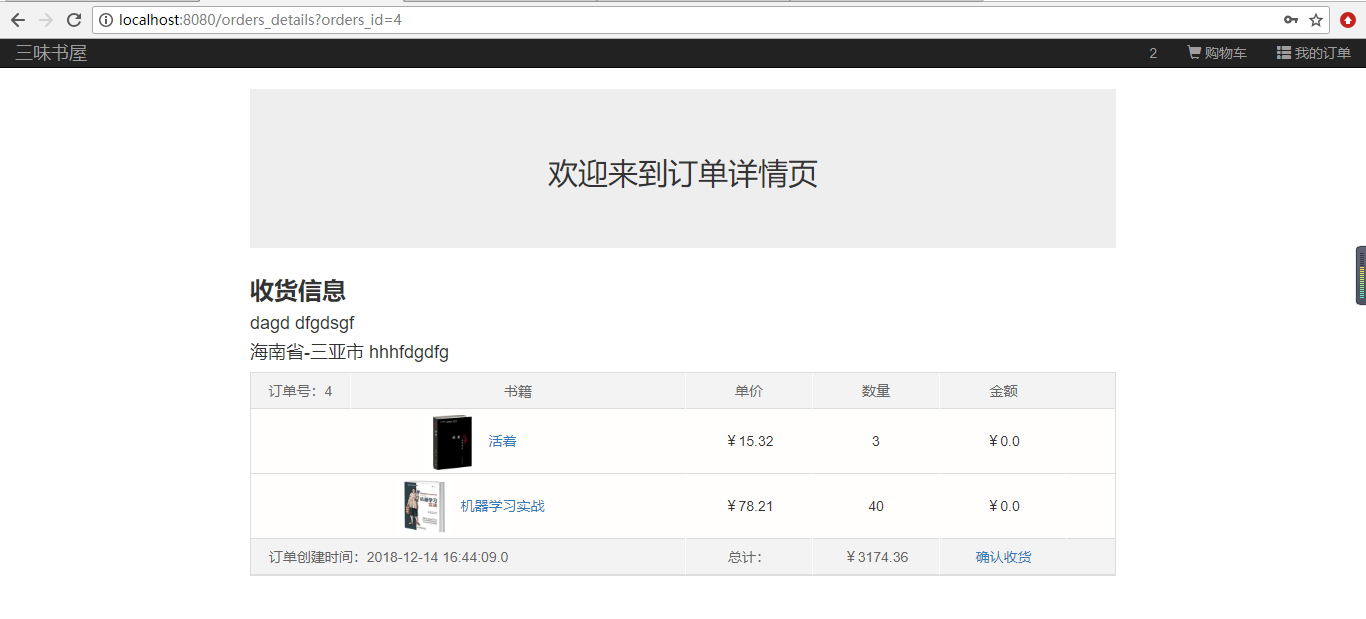 localhost:8080/orders_details?orders_id=4
三味书屋 2 购物车 我的订单
欢迎来到订单详情页
收货信息
dagd dfgdsgf
海南省-三亚市 hhhfdgdfg
订单号：4 书籍 单价 数量 金额
活着 ¥15.32 3 ¥0.0
机器学习实战 ¥78.21 40 ¥0.0
订单创建时间：2018-12-14 16:44:09.0 总计： ¥3174.36 确认收货